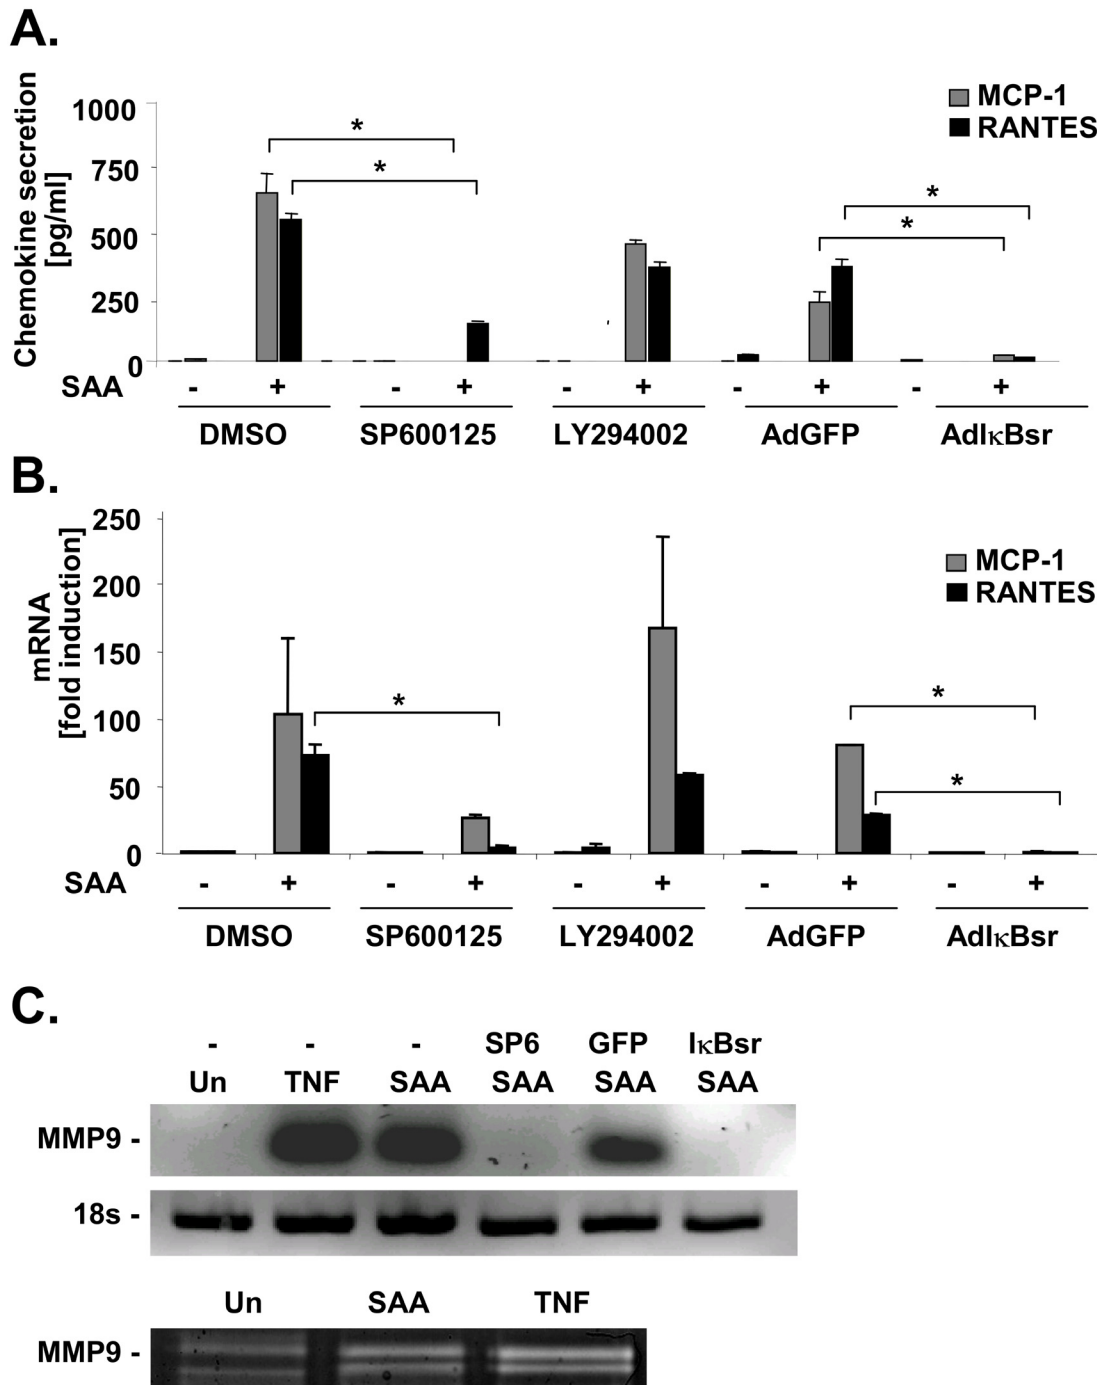 A.
Chemokine secretion
[pg/ml]
1000
750
500
250
0
MCP-1
RANTES
* * * *
SAA - + - + - + - + - +
DMSO SP600125 LY294002 AdGFP AdIκBsr
B.
mRNA
[fold induction]
250
200
150
100
50
0
MCP-1
RANTES
* * *
SAA - + - + - + - + - +
DMSO SP600125 LY294002 AdGFP AdIκBsr
C.
- - - SP6 GFP IκBsr
Un TNF SAA SAA SAA SAA
MMP9 -
18s -
Un SAA TNF
MMP9 -